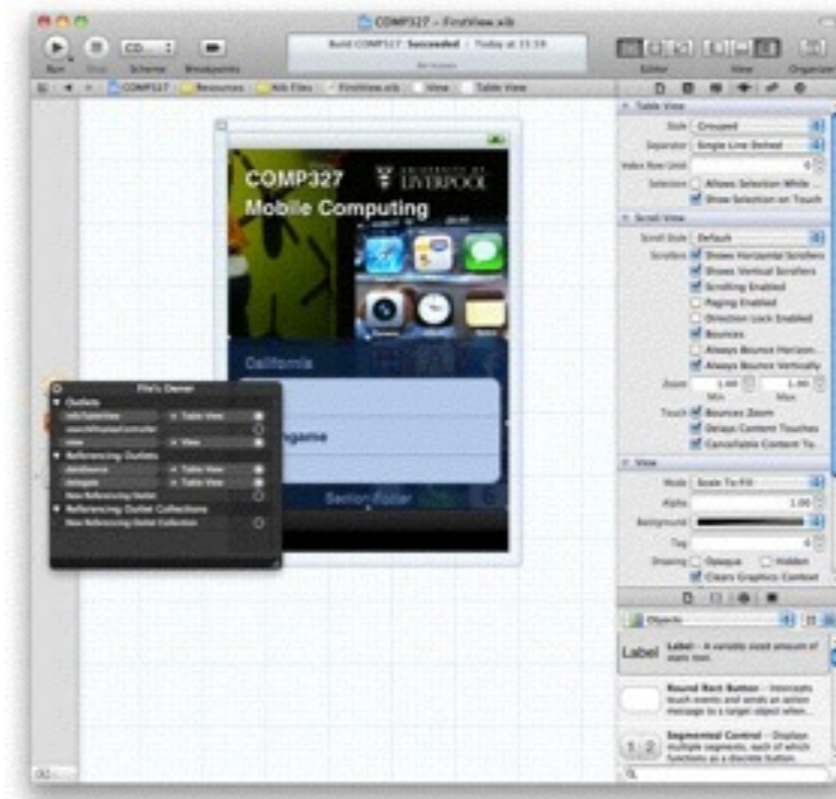 COMP327 - FirstView.xib
Build COMP327: Succeeded | Today at 15:59
No Issues
CD...
Run Stop Scheme Breakpoints
Editor View Organizer
COMP327 Resources Nib Files FirstView.xib View Table View
COMP327
UNIVERSITY OF
LIVERPOOL
Mobile Computing
California
ngame
Section Footer
File's Owner
Outlets
infoTableView Table View
searchDisplayController
view View
Referencing Outlets
dataSource Table View
delegate Table View
New Referencing Outlet
Referencing Outlet Collections
New Referencing Outlet Collection
Table View
Style Grouped
Separator Single Line Etched
Index Row Limit 0
Selection Allows Selection While ...
Show Selection on Touch
Scroll View
Scroll Style Default
Scrollers Shows Horizontal Scrollers
Shows Vertical Scrollers
Scrolling Enabled
Paging Enabled
Direction Lock Enabled
Bounces
Always Bounce Horizon...
Always Bounce Vertically
Zoom 1.00 1.00
Min Max
Touch Bounces Zoom
Delays Content Touches
Cancellable Content To...
View
Mode Scale To Fill
Alpha 1.00
Background
Tag 0
Drawing Opaque Hidden
Clears Graphics Context
Objects
Label Label - A variably sized amount of
static text.
Round Rect Button - Intercepts
touch events and sends an action
message to a target object when...
1 2 Segmented Control - Displays
multiple segments, each of which
functions as a discrete button.